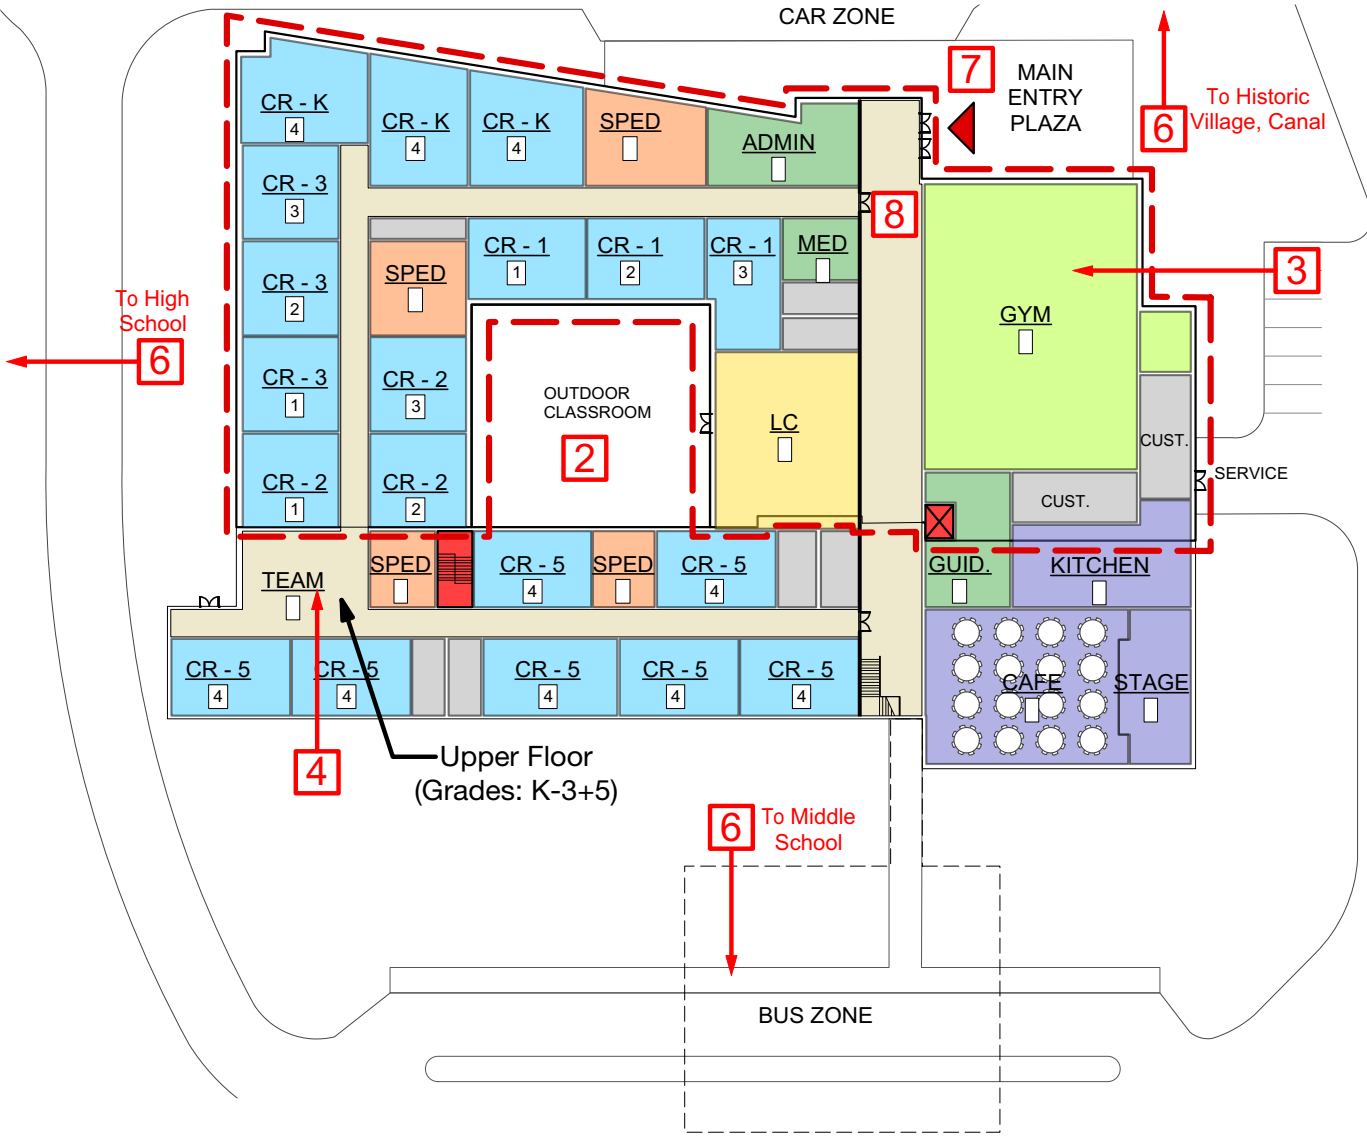 CAR ZONE
7
MAIN
ENTRY
PLAZA
To Historic
Village, Canal
6
CR - K
4
CR - K
4
CR - K
4
SPED
ADMIN
CR - 3
3
8
CR - 1
1
CR - 1
2
CR - 1
3
MED
CR - 3
2
SPED
3
GYM
To High
School
6
CR - 3
1
CR - 2
3
OUTDOOR
CLASSROOM
2
LC
CUST.
SERVICE
CR - 2
1
CR - 2
2
CUST.
TEAM
SPED
CR - 5
4
SPED
CR - 5
4
GUID.
KITCHEN
CR - 5
4
CR - 5
4
CR - 5
4
CR - 5
4
CR - 5
4
CAFE
STAGE
4
Upper Floor
(Grades: K-3+5)
6
To Middle
School
BUS ZONE